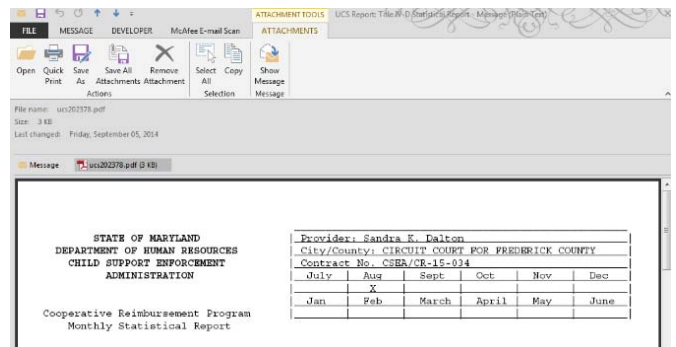 ATTACHMENT TOOLS UCS Report: Title IV-D Statistical Report - Message (Plain Text)
FILE MESSAGE DEVELOPER McAfee E-mail Scan ATTACHMENTS
Open Quick Print Save As Save All Attachments Remove Attachment Select All Copy Show Message
Actions Selection Message
File name: ucs202378.pdf
Size: 3 KB
Last changed: Friday, September 05, 2014
Message ucs202378.pdf (3 KB)
STATE OF MARYLAND
DEPARTMENT OF HUMAN RESOURCES
CHILD SUPPORT ENFORCEMENT
ADMINISTRATION
Cooperative Reimbursement Program
Monthly Statistical Report
Provider: Sandra K. Dalton
City/County: CIRCUIT COURT FOR FREDERICK COUNTY
Contract No. CSEA/CR-15-034
July Aug Sept Oct Nov Dec
X
Jan Feb March April May June